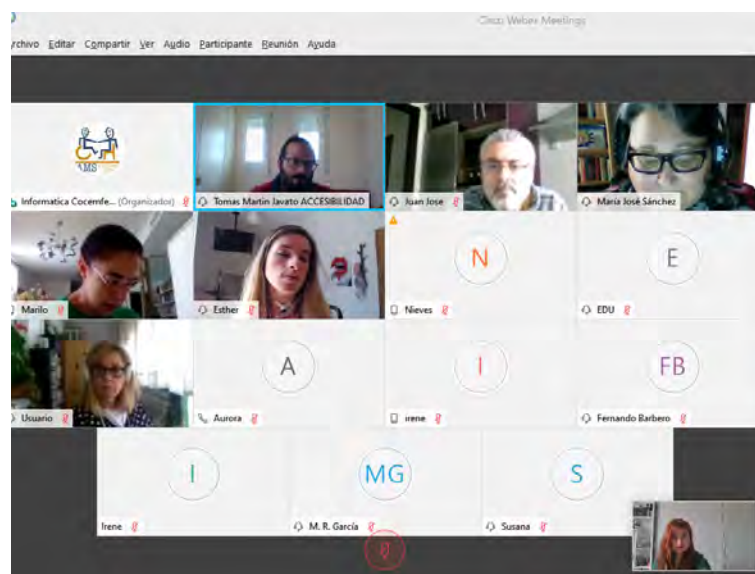 Cisco Webex Meetings
rchivo Editar Compartir Ver Audio Participante Reunión Ayuda
AMS
Informatica Cocemfe... (Organizador)
Tomas Martin Javato ACCESIBILIDAD
Juan Jose
María José Sánchez
N
E
Marilo
Esther
Nieves
EDU
A
I
FB
Usuario
Aurora
irene
Fernando Barbero
I
MG
S
Irene
M. R. García
Susana